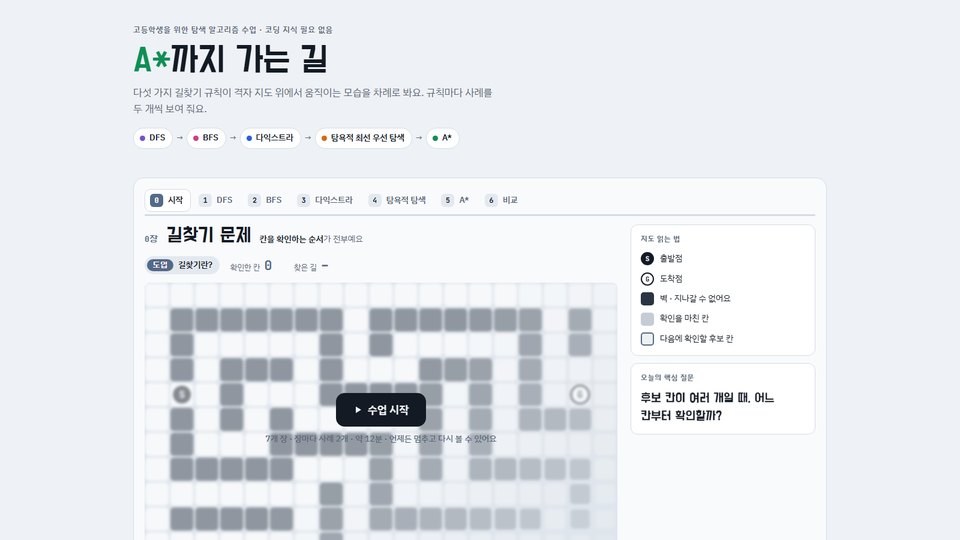 고등학생을 위한 탐색 알고리즘 수업 · 코딩 지식 필요 없음
A*까지 가는 길
다섯 가지 길찾기 규칙이 격자 지도 위에서 움직이는 모습을 차례로 봐요. 규칙마다 사례를
두 개씩 보여 줘요.
DFS → BFS → 다익스트라 → 탐욕적 최선 우선 탐색 → A*
0 시작 1 DFS 2 BFS 3 다익스트라 4 탐욕적 탐색 5 A* 6 비교
0장 길찾기 문제 칸을 확인하는 순서가 전부예요
도입 길찾기란? 확인한 칸 0 찾은 길 –
S
G
수업 시작
7개 장 · 장마다 사례 2개 · 약 12분 · 언제든 멈추고 다시 볼 수 있어요
지도 읽는 법
S 출발점
G 도착점
벽 · 지나갈 수 없어요
확인을 마친 칸
다음에 확인할 후보 칸
오늘의 핵심 질문
후보 칸이 여러 개일 때, 어느
칸부터 확인할까?